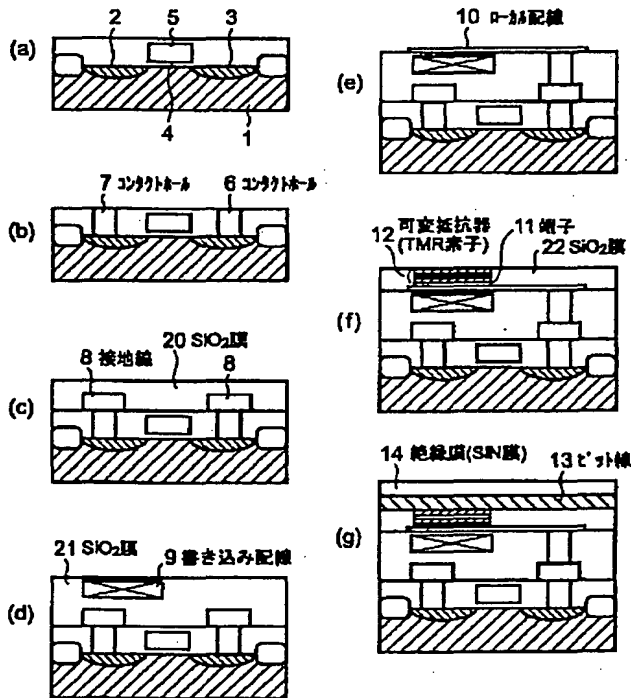 (a)
2
5
3
4
1
(b)
7 コンタクトホール
6 コンタクトホール
(c)
20 SiO₂膜
8 接地線
8
(d)
21 SiO₂膜
9 書き込み配線
(e)
10 ローカル配線
(f)
12 可変抵抗器
(TMR素子)
11 端子
22 SiO₂膜
(g)
14 絶縁膜(SiN膜)
13 ビット線